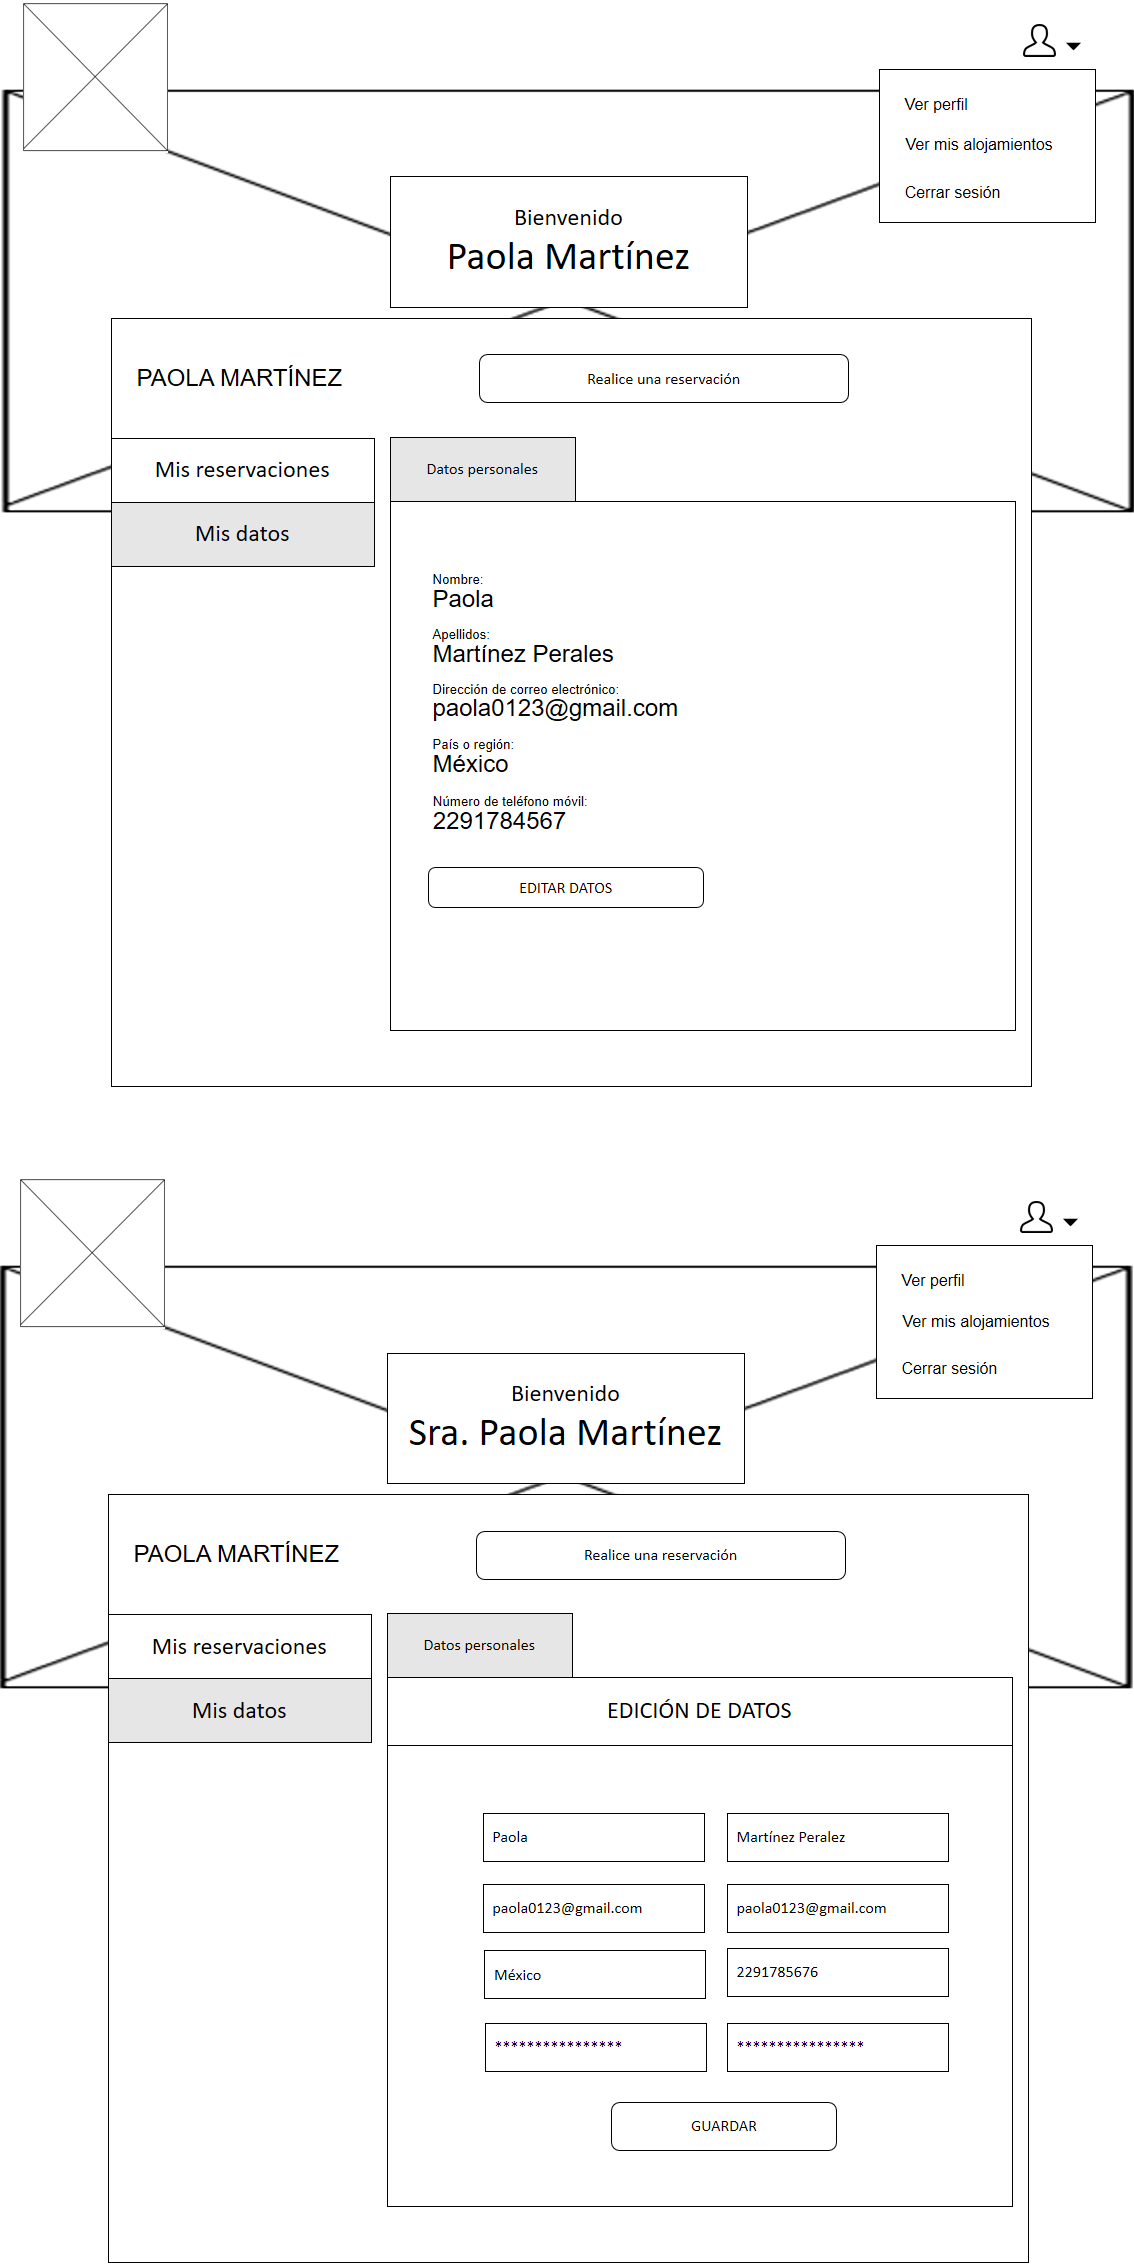 Ver perfil
Ver mis alojamientos
Cerrar sesión
Bienvenido
Paola Martínez
PAOLA MARTÍNEZ
Realice una reservación
Mis reservaciones
Mis datos
Datos personales
Nombre:
Paola
Apellidos:
Martínez Perales
Dirección de correo electrónico:
paola0123@gmail.com
País o región:
México
Número de teléfono móvil:
2291784567
EDITAR DATOS
Ver perfil
Ver mis alojamientos
Cerrar sesión
Bienvenido
Sra. Paola Martínez
PAOLA MARTÍNEZ
Realice una reservación
Mis reservaciones
Mis datos
Datos personales
EDICIÓN DE DATOS
Paola
Martínez Peralez
paola0123@gmail.com
paola0123@gmail.com
México
2291785676
****************
****************
GUARDAR